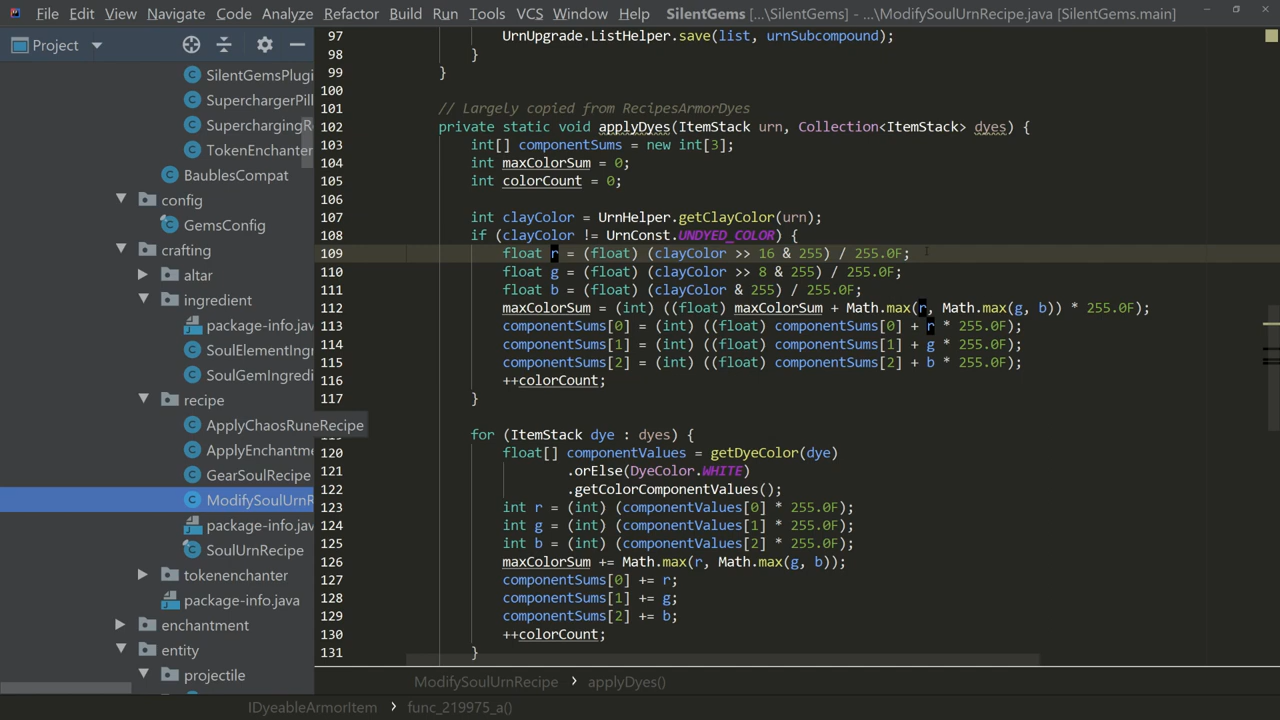 File Edit View Navigate Code Analyze Refactor Build Run Tools VCS Window Help SilentGems [...\SilentGems] - ...\ModifySoulUrnRecipe.java [SilentGems.main]
Project
SilentGemsPlugi
SuperchargerPill
SuperchargingRe
TokenEnchanter
BaublesCompat
config
GemsConfig
crafting
altar
ingredient
package-info.jav
SoulElementIngr
SoulGemIngredi
recipe
ApplyChaosRuneRecipe
ApplyEnchantme
GearSoulRecipe
ModifySoulUrnR
package-info.jav
SoulUrnRecipe
tokenenchanter
package-info.java
enchantment
entity
projectile
97 UrnUpgrade.ListHelper.save(list, urnSubcompound);
98 }
99 }
100
101 // Largely copied from RecipesArmorDyes
102 private static void applyDyes(ItemStack urn, Collection<ItemStack> dyes) {
103 int[] componentSums = new int[3];
104 int maxColorSum = 0;
105 int colorCount = 0;
106
107 int clayColor = UrnHelper.getClayColor(urn);
108 if (clayColor != UrnConst.UNDYED_COLOR) {
109 float r = (float) (clayColor >> 16 & 255) / 255.0F;
110 float g = (float) (clayColor >> 8 & 255) / 255.0F;
111 float b = (float) (clayColor & 255) / 255.0F;
112 maxColorSum = (int) ((float) maxColorSum + Math.max(r, Math.max(g, b)) * 255.0F);
113 componentSums[0] = (int) ((float) componentSums[0] + r * 255.0F);
114 componentSums[1] = (int) ((float) componentSums[1] + g * 255.0F);
115 componentSums[2] = (int) ((float) componentSums[2] + b * 255.0F);
116 ++colorCount;
117 }
119 for (ItemStack dye : dyes) {
120 float[] componentValues = getDyeColor(dye)
121 .orElse(DyeColor.WHITE)
122 .getColorComponentValues();
123 int r = (int) (componentValues[0] * 255.0F);
124 int g = (int) (componentValues[1] * 255.0F);
125 int b = (int) (componentValues[2] * 255.0F);
126 maxColorSum += Math.max(r, Math.max(g, b));
127 componentSums[0] += r;
128 componentSums[1] += g;
129 componentSums[2] += b;
130 ++colorCount;
131 }
ModifySoulUrnRecipe > applyDyes()
IDyeableArmorItem > func_219975_a()